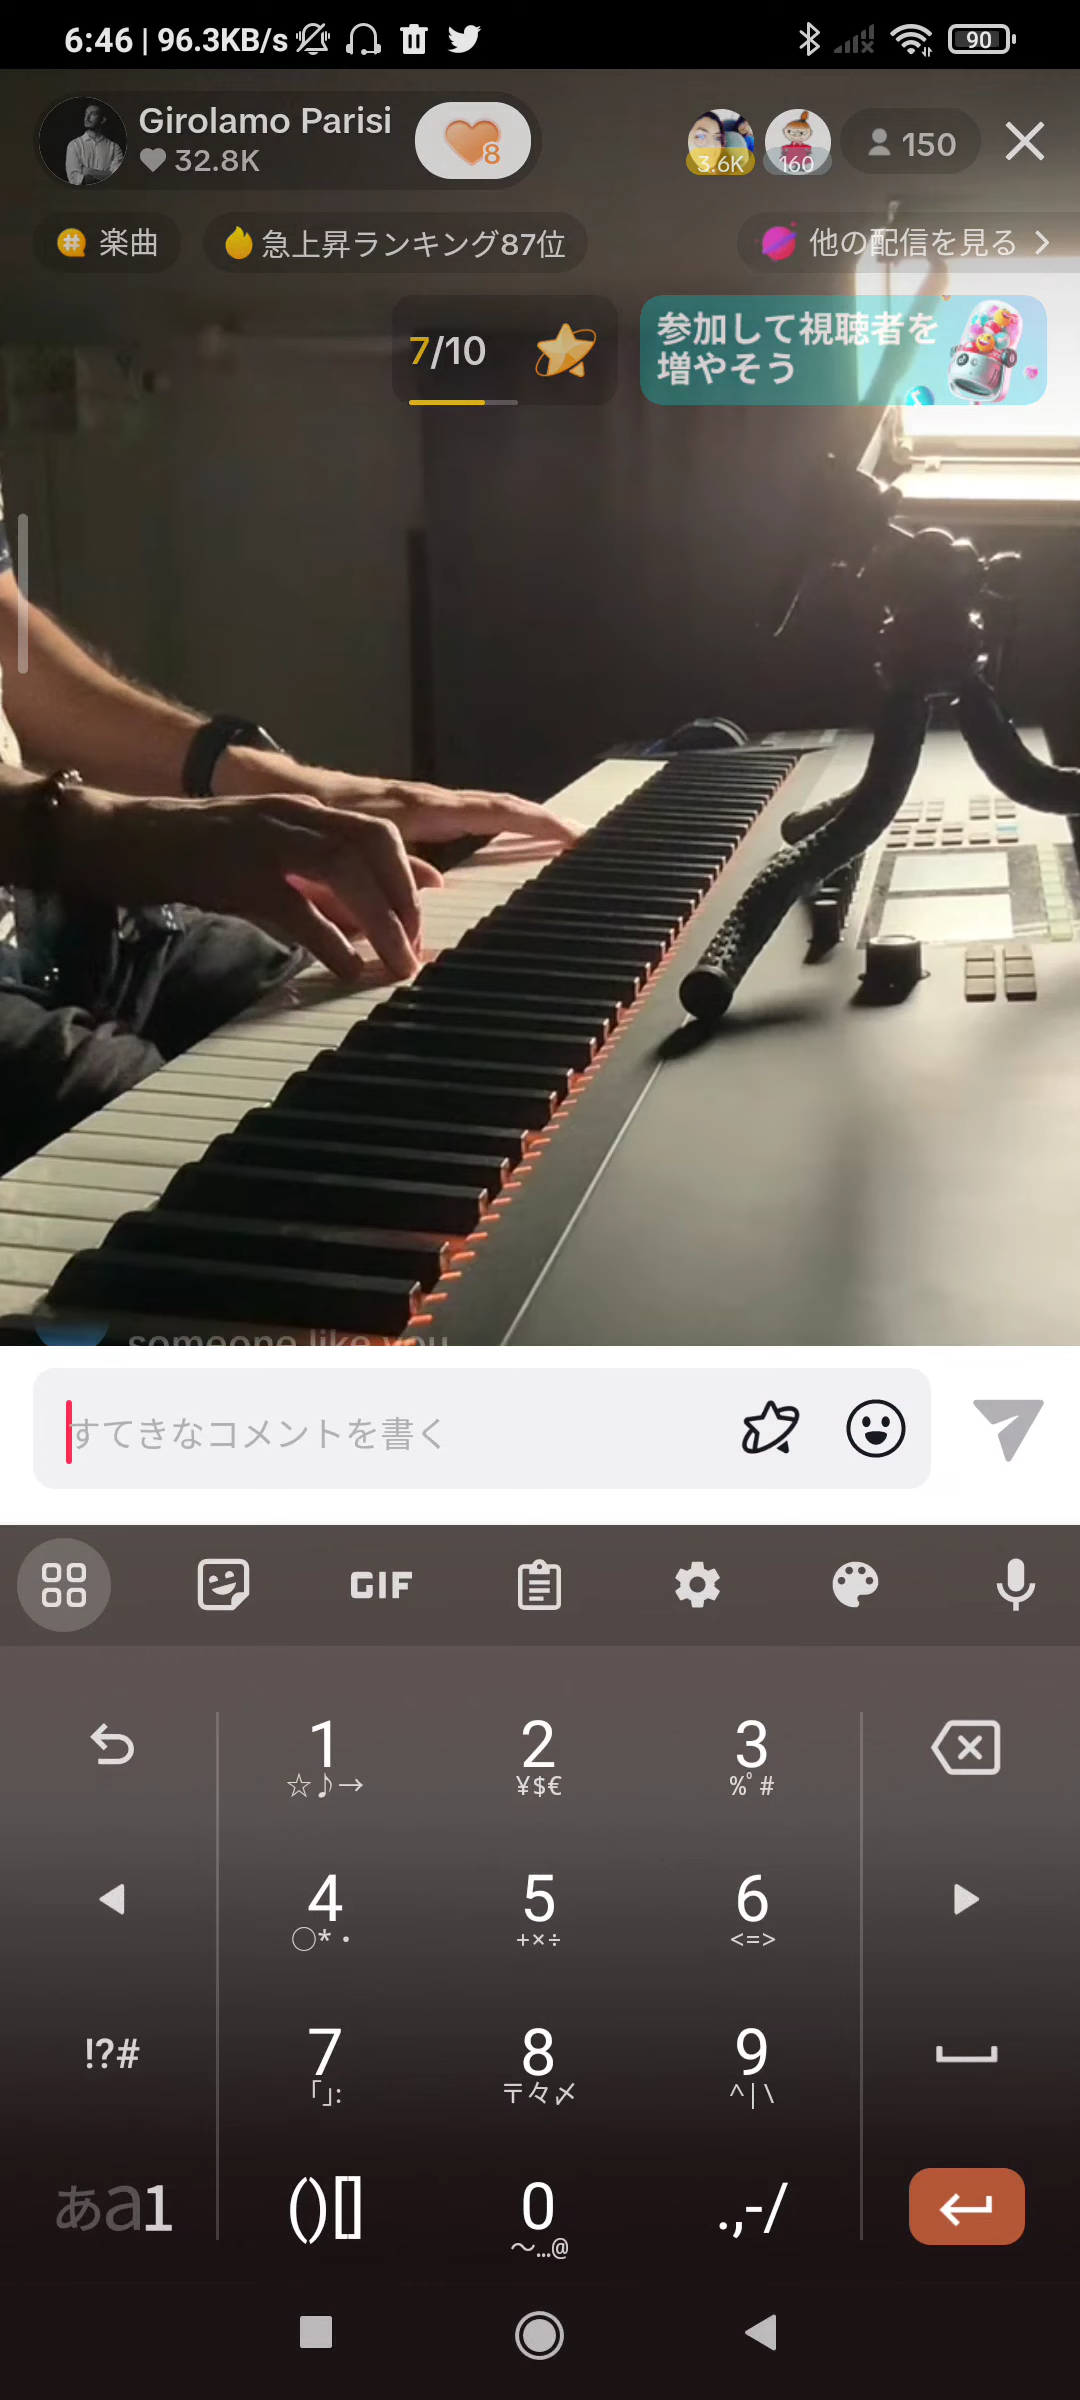 6:46 | 96.3KB/s
90
Girolamo Parisi
32.8K
8
3.6K
160
150
楽曲
急上昇ランキング87位
他の配信を見る >
7/10
参加して視聴者を
増やそう
someone like you
すてきなコメントを書く
GIF
1
☆♪→
2
¥$€
3
%°#
4
○*・
5
+×÷
6
<=>
!?#
7
「」:
8
〒々〆
9
^|\
あa1
()[]
0
〜…@
.,-/